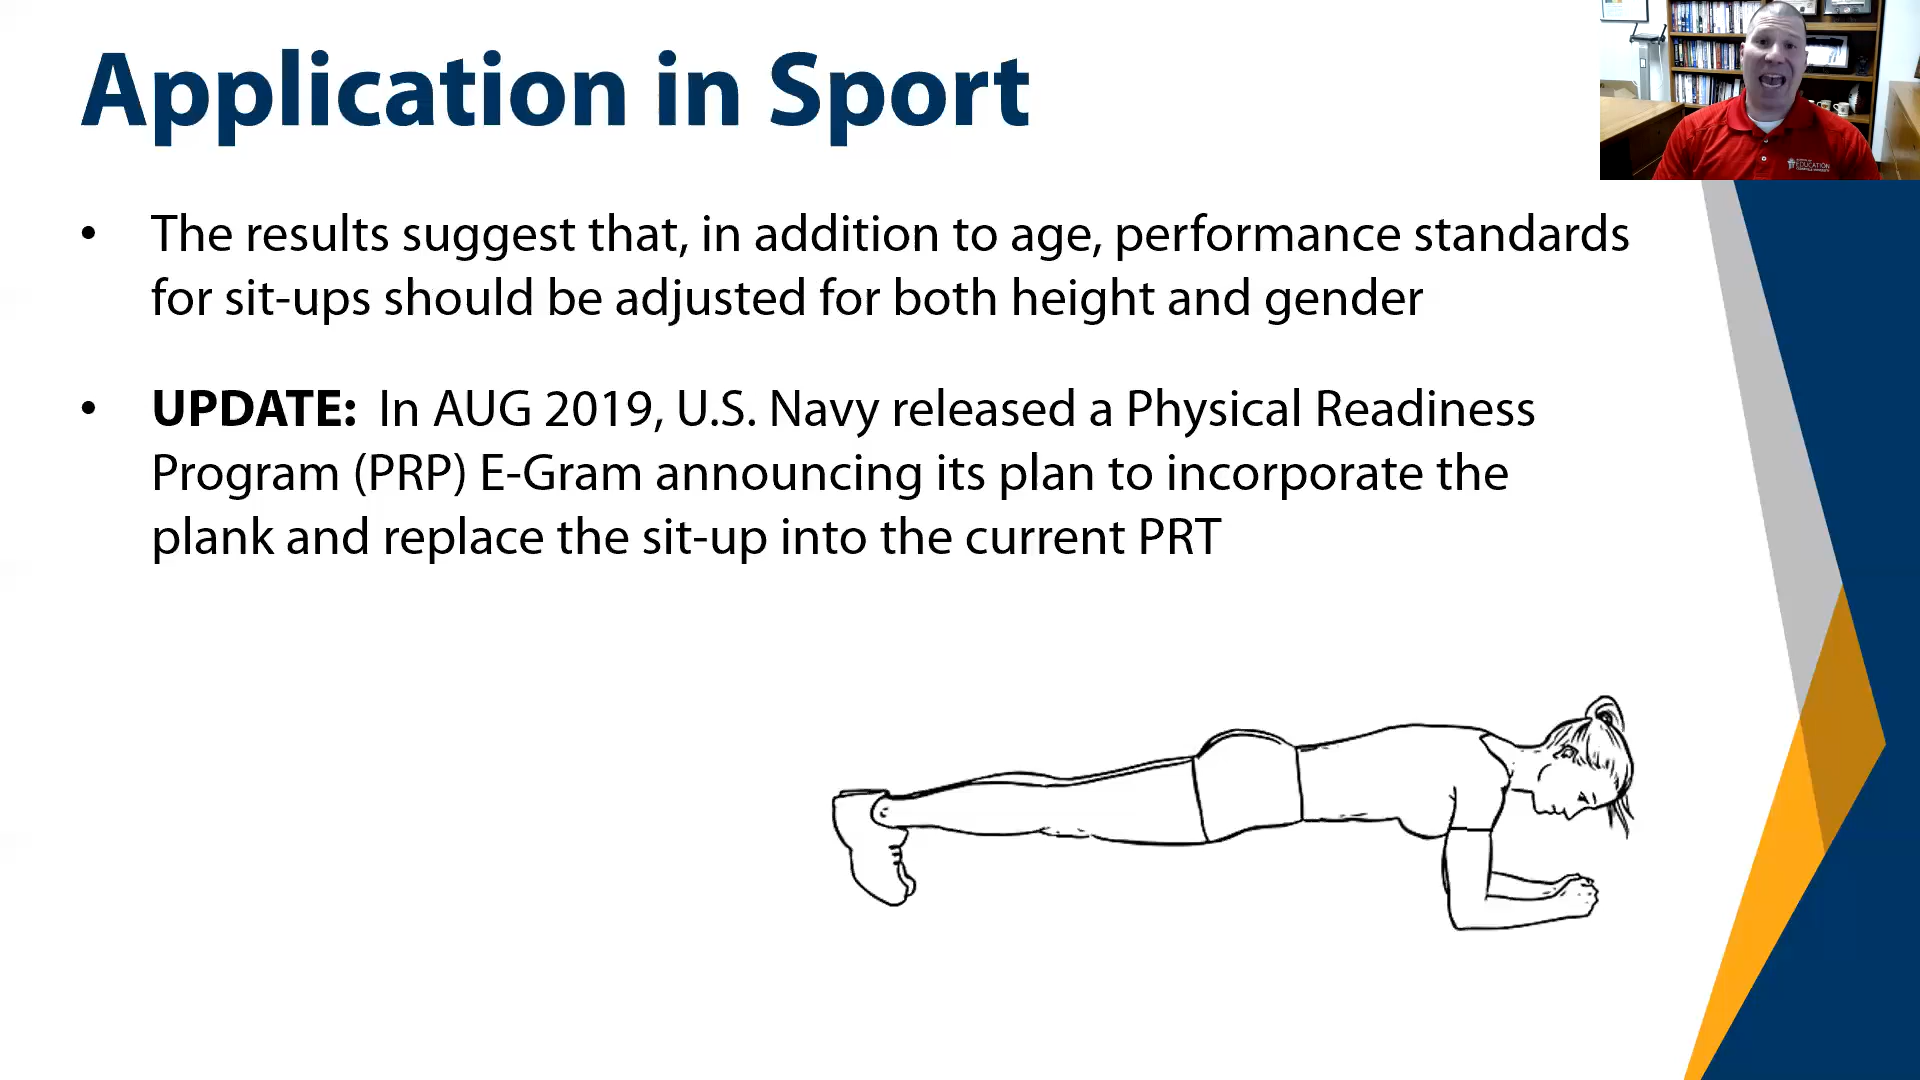 Application in Sport
• The results suggest that, in addition to age, performance standards
for sit-ups should be adjusted for both height and gender
• UPDATE: In AUG 2019, U.S. Navy released a Physical Readiness
Program (PRP) E-Gram announcing its plan to incorporate the
plank and replace the sit-up into the current PRT
EDUCATION